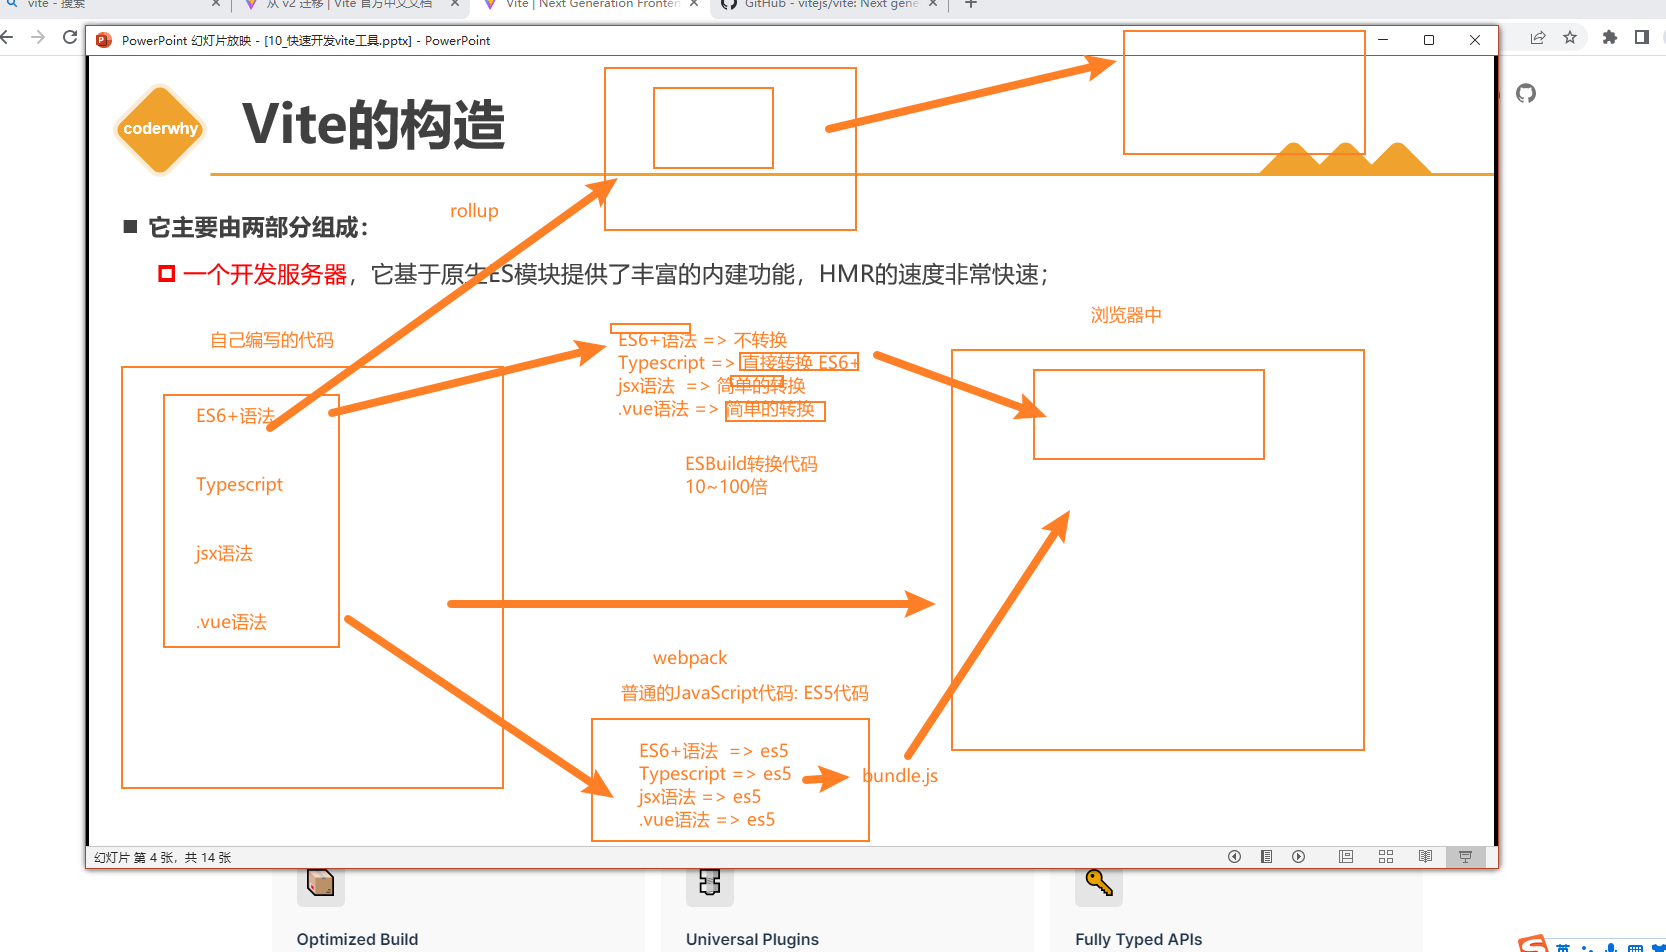 vite - 搜索
从 v2 迁移 | Vite 官方中文文档
Vite | Next Generation Fronten
GitHub - vitejs/vite: Next gene
PowerPoint 幻灯片放映 - [10_快速开发vite工具.pptx] - PowerPoint
coderwhy
Vite的构造
rollup
它主要由两部分组成：
一个开发服务器，它基于原生ES模块提供了丰富的内建功能，HMR的速度非常快速；
自己编写的代码
ES6+语法
Typescript
jsx语法
.vue语法
ES6+语法 => 不转换
Typescript => 直接转换 ES6+
jsx语法 => 简单的转换
.vue语法 => 简单的转换
ESBuild转换代码
10~100倍
浏览器中
webpack
普通的JavaScript代码: ES5代码
ES6+语法 => es5
Typescript => es5
jsx语法 => es5
.vue语法 => es5
bundle.js
幻灯片 第 4 张，共 14 张
Optimized Build
Universal Plugins
Fully Typed APIs
英